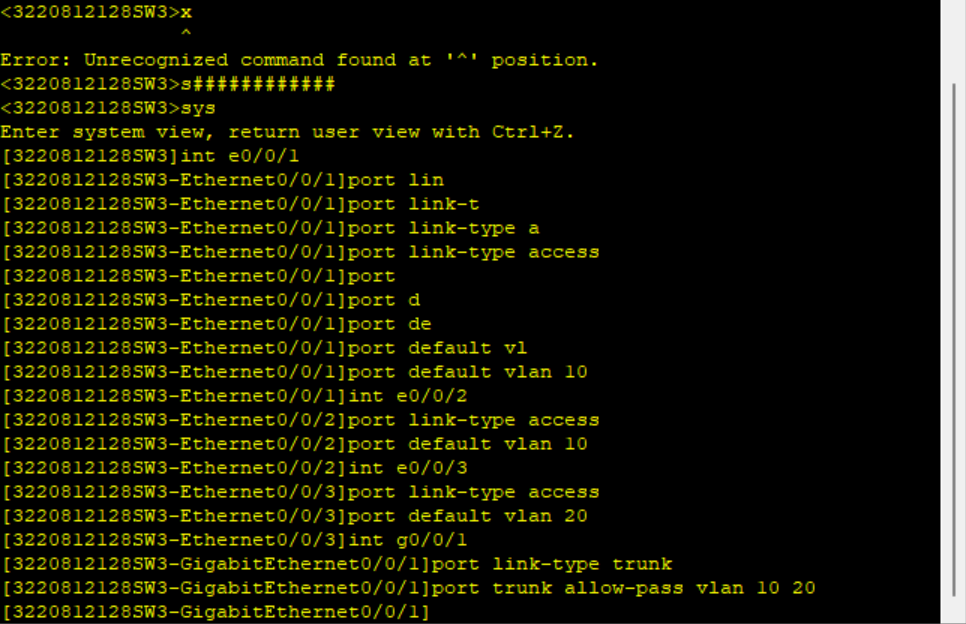 <3220812128SW3>x
^
Error: Unrecognized command found at '^' position.
<3220812128SW3>s############
<3220812128SW3>sys
Enter system view, return user view with Ctrl+Z.
[3220812128SW3]int e0/0/1
[3220812128SW3-Ethernet0/0/1]port lin
[3220812128SW3-Ethernet0/0/1]port link-t
[3220812128SW3-Ethernet0/0/1]port link-type a
[3220812128SW3-Ethernet0/0/1]port link-type access
[3220812128SW3-Ethernet0/0/1]port
[3220812128SW3-Ethernet0/0/1]port d
[3220812128SW3-Ethernet0/0/1]port de
[3220812128SW3-Ethernet0/0/1]port default vl
[3220812128SW3-Ethernet0/0/1]port default vlan 10
[3220812128SW3-Ethernet0/0/1]int e0/0/2
[3220812128SW3-Ethernet0/0/2]port link-type access
[3220812128SW3-Ethernet0/0/2]port default vlan 10
[3220812128SW3-Ethernet0/0/2]int e0/0/3
[3220812128SW3-Ethernet0/0/3]port link-type access
[3220812128SW3-Ethernet0/0/3]port default vlan 20
[3220812128SW3-Ethernet0/0/3]int g0/0/1
[3220812128SW3-GigabitEthernet0/0/1]port link-type trunk
[3220812128SW3-GigabitEthernet0/0/1]port trunk allow-pass vlan 10 20
[3220812128SW3-GigabitEthernet0/0/1]